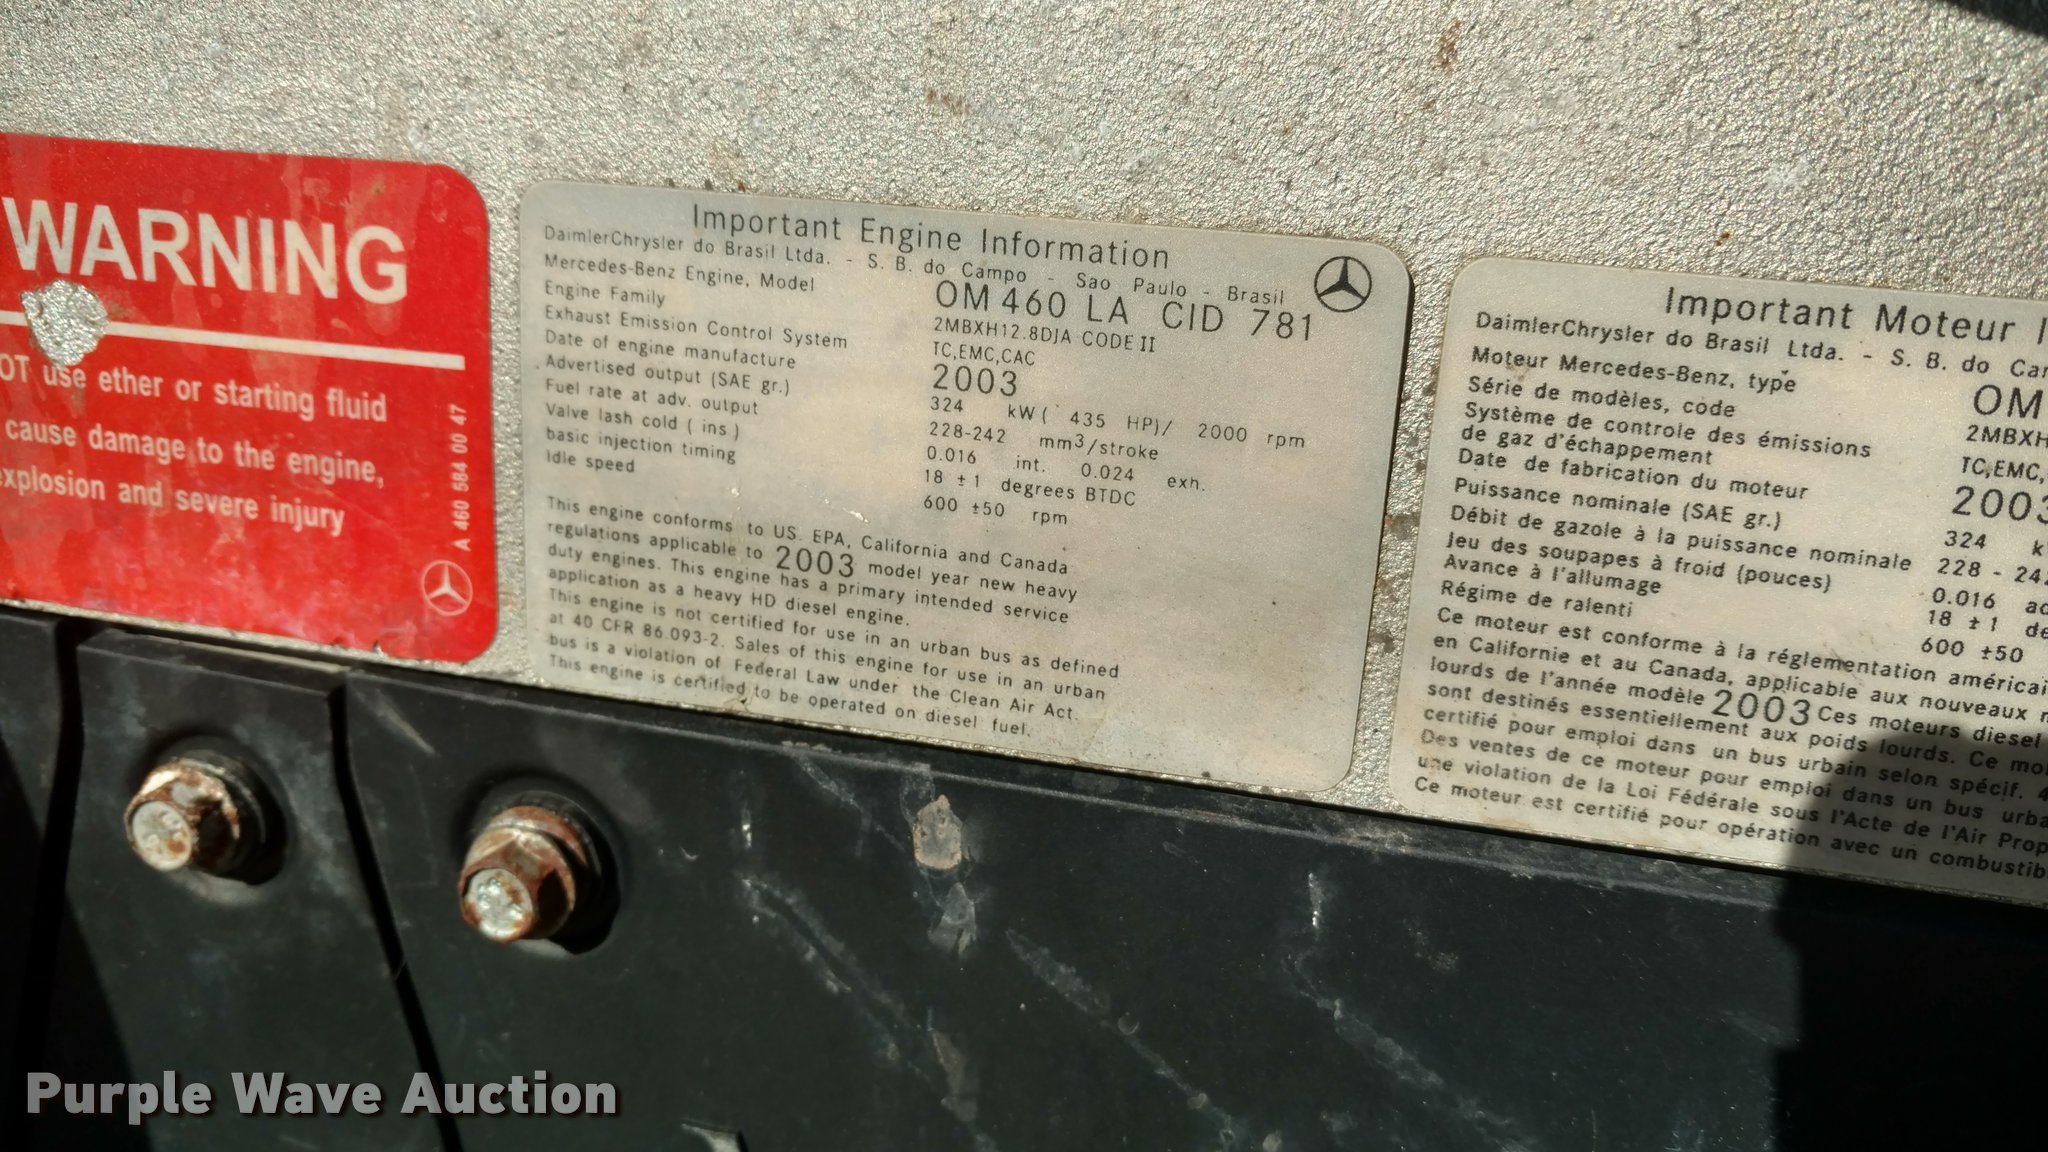 WARNING
OT use ether or starting fluid
cause damage to the engine,
explosion and severe injury
A 460 584 00 47
Important Engine Information
DaimlerChrysler do Brasil Ltda. - S. B. do Campo - Sao Paulo - Brasil
Mercedes-Benz Engine, Model OM 460 LA CID 781
Engine Family 2MBXH12.8DJA CODE II
Exhaust Emission Control System TC,EMC,CAC
Date of engine manufacture 2003
Advertised output (SAE gr.) 324 kW ( 435 HP)/ 2000 rpm
Fuel rate at adv. output 228-242 mm³/stroke
Valve lash cold ( ins ) 0.016 int. 0.024 exh.
basic injection timing 18 ±1 degrees BTDC
Idle speed 600 ±50 rpm
This engine conforms to US. EPA, California and Canada
regulations applicable to 2003 model year new heavy
duty engines. This engine has a primary intended service
application as a heavy HD diesel engine.
This engine is not certified for use in an urban bus as defined
at 40 CFR 86.093-2. Sales of this engine for use in an urban
bus is a violation of Federal Law under the Clean Air Act.
This engine is certified to be operated on diesel fuel.
Important Moteur I
DaimlerChrysler do Brasil Ltda. - S. B. do Cam
Moteur Mercedes-Benz, type OM
Série de modèles, code 2MBXH
Système de controle des émissions
de gaz d'échappement TC,EMC,
Date de fabrication du moteur 2003
Puissance nominale (SAE gr.) 324 k
Débit de gazole à la puissance nominale 228 - 242
Jeu des soupapes à froid (pouces) 0.016 ad
Avance à l'allumage 18 ±1 de
Régime de ralenti 600 ±50
Ce moteur est conforme à la réglementation américai
en Californie et au Canada, applicable aux nouveaux m
lourds de l'année modèle 2003 Ces moteurs diesel
sont destinés essentiellement aux poids lourds. Ce mo
certifié pour emploi dans un bus urbain selon spécif. 4
Des ventes de ce moteur pour emploi dans un bus urba
une violation de la Loi Fédérale sous l'Acte de l'Air Prop
Ce moteur est certifié pour opération avec un combustib
Purple Wave Auction